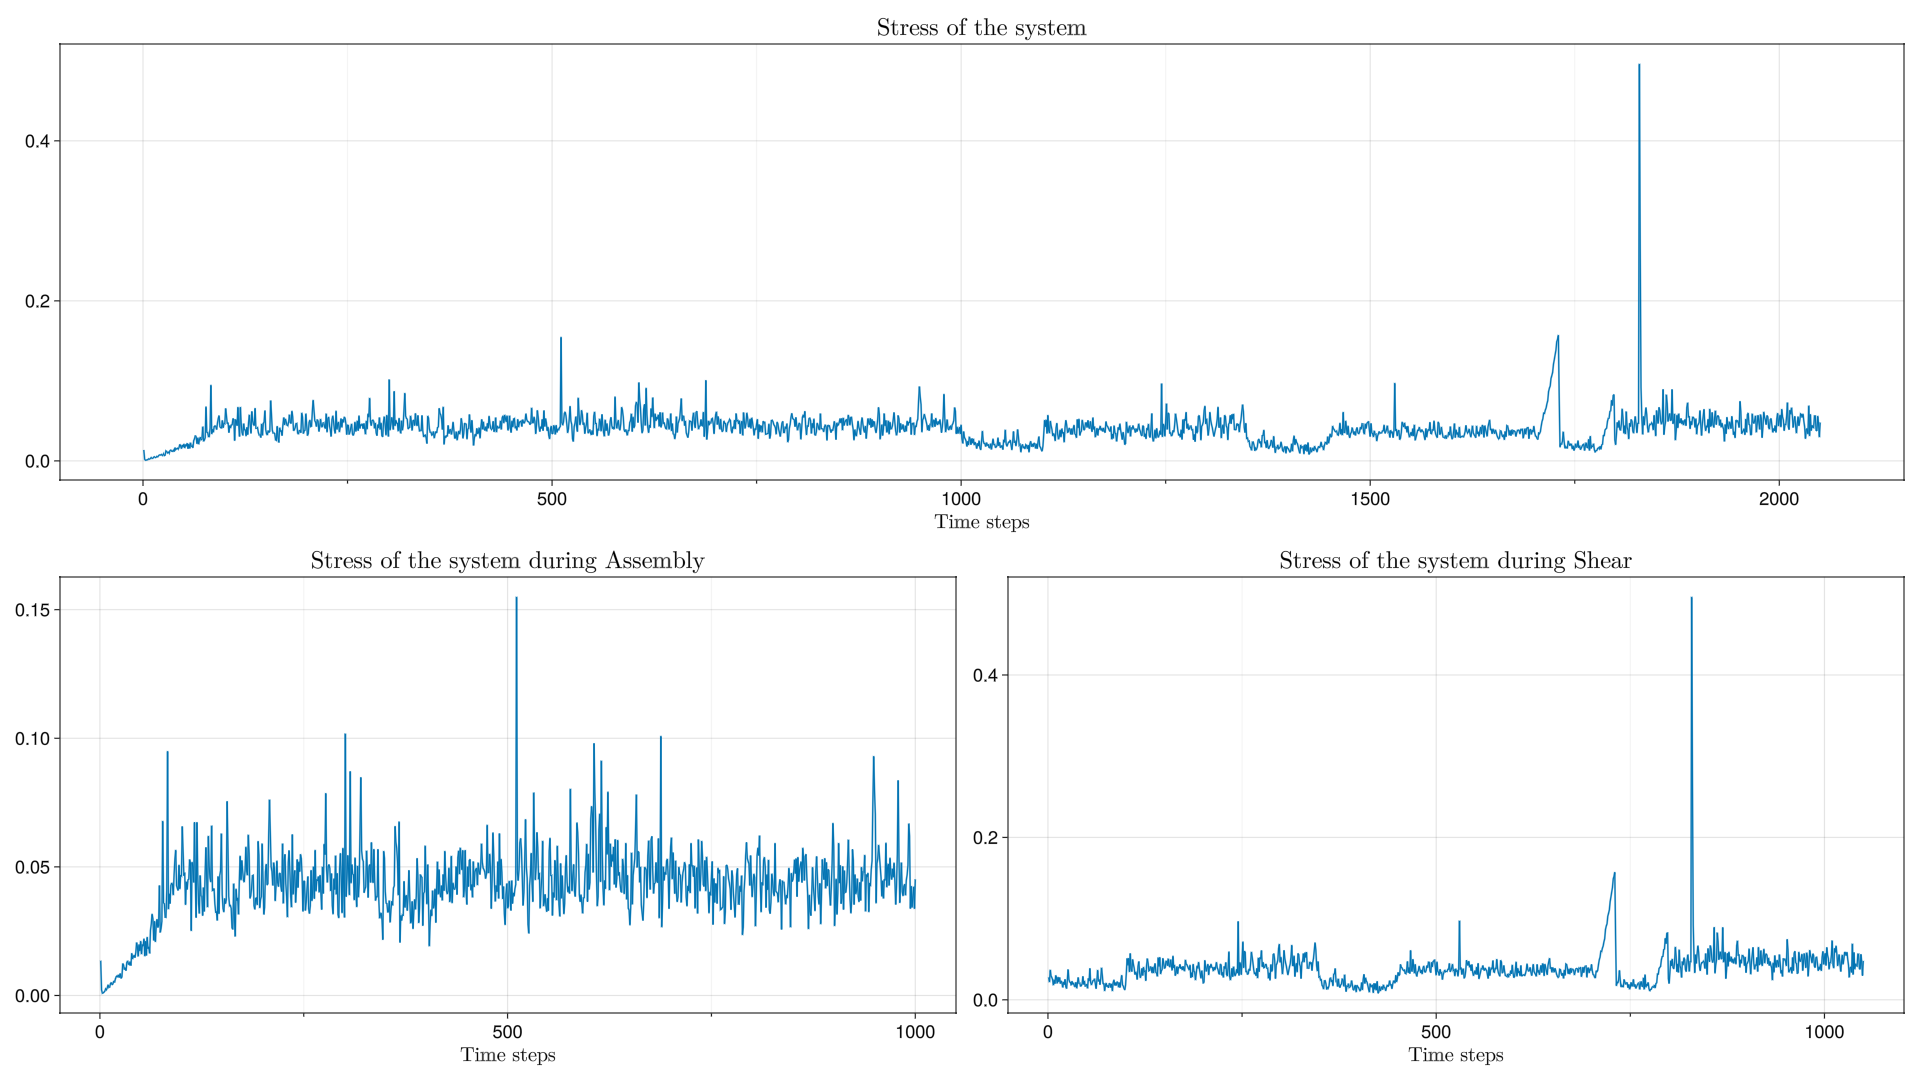 Stress of the system
0.4
0.2
0.0
0 500 1000 1500 2000
Time steps
Stress of the system during Assembly
0.15
0.10
0.05
0.00
0 500 1000
Time steps
Stress of the system during Shear
0.4
0.2
0.0
0 500 1000
Time steps